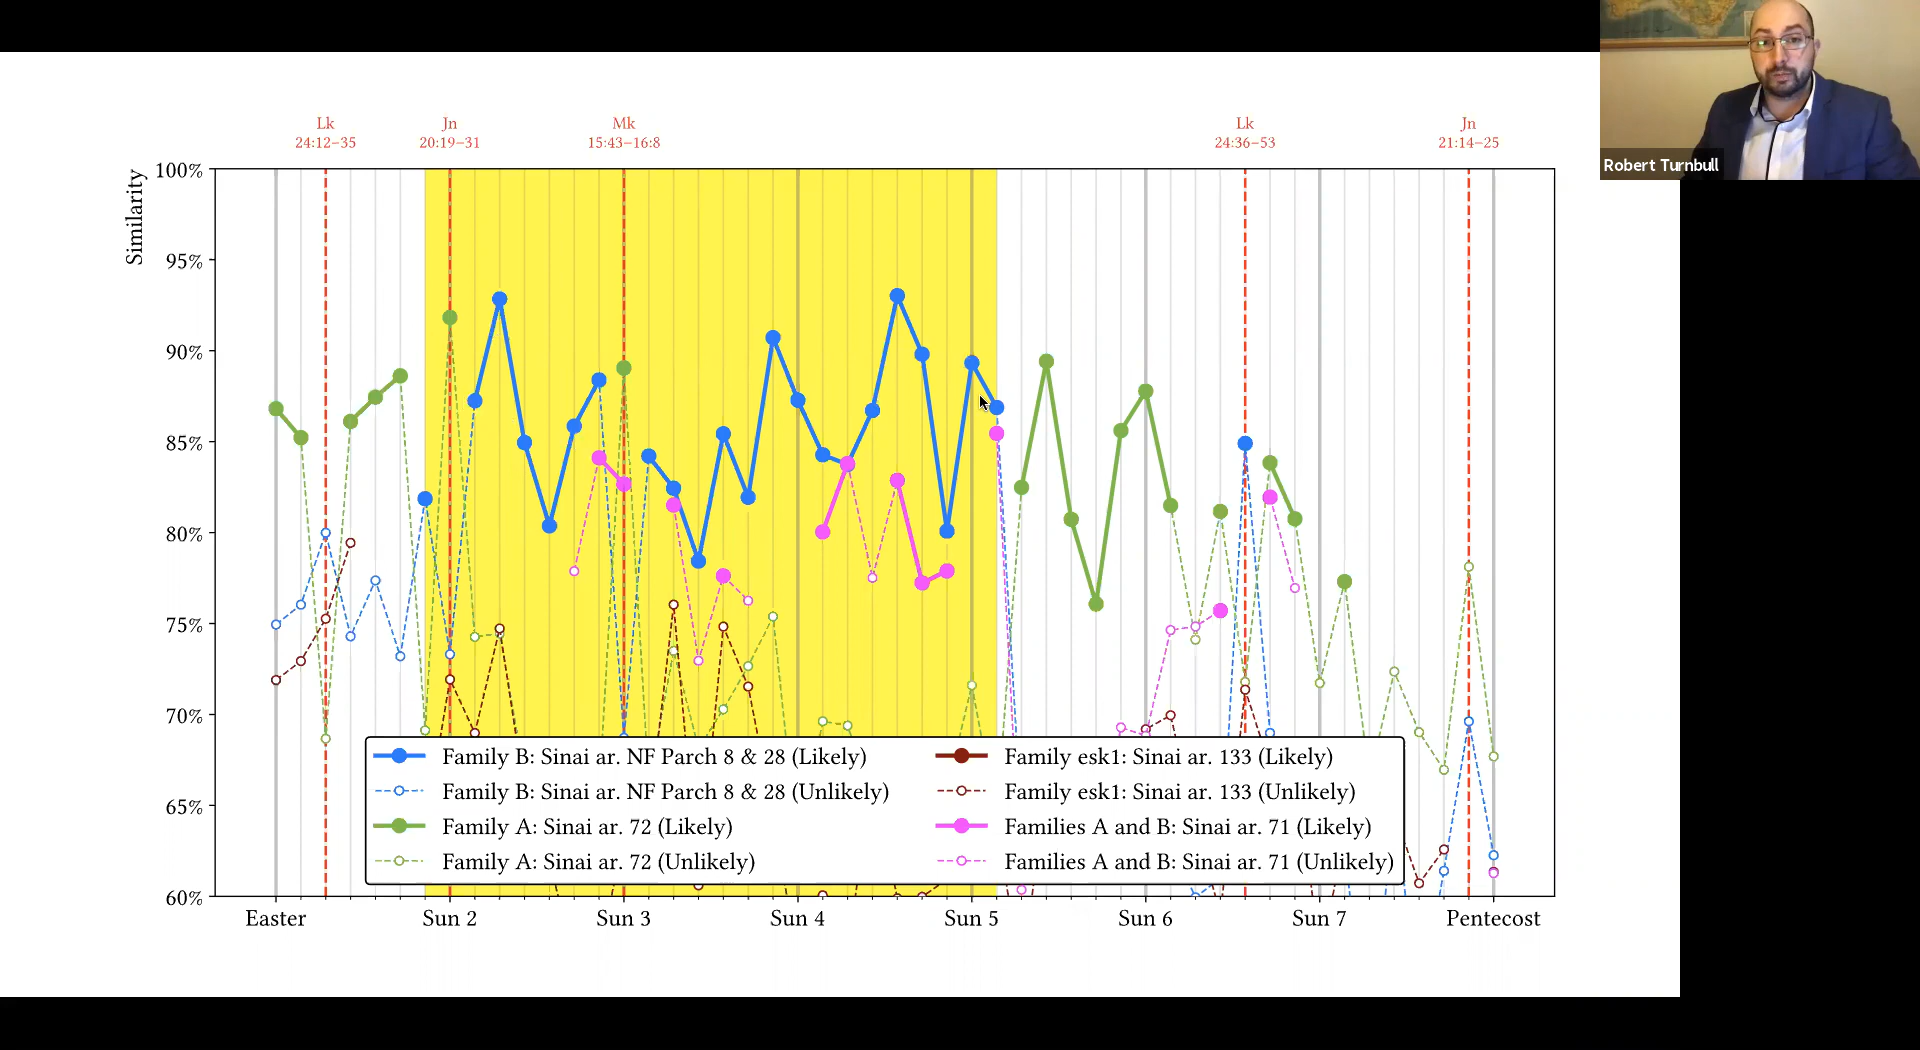 Lk
24:12–35
Jn
20:19–31
Mk
15:43–16:8
Lk
24:36–53
Jn
21:14–25
Robert Turnbull
Similarity
100%
95%
90%
85%
80%
75%
70%
65%
60%
Family B: Sinai ar. NF Parch 8 & 28 (Likely)
Family B: Sinai ar. NF Parch 8 & 28 (Unlikely)
Family A: Sinai ar. 72 (Likely)
Family A: Sinai ar. 72 (Unlikely)
Family esk1: Sinai ar. 133 (Likely)
Family esk1: Sinai ar. 133 (Unlikely)
Families A and B: Sinai ar. 71 (Likely)
Families A and B: Sinai ar. 71 (Unlikely)
Easter
Sun 2
Sun 3
Sun 4
Sun 5
Sun 6
Sun 7
Pentecost